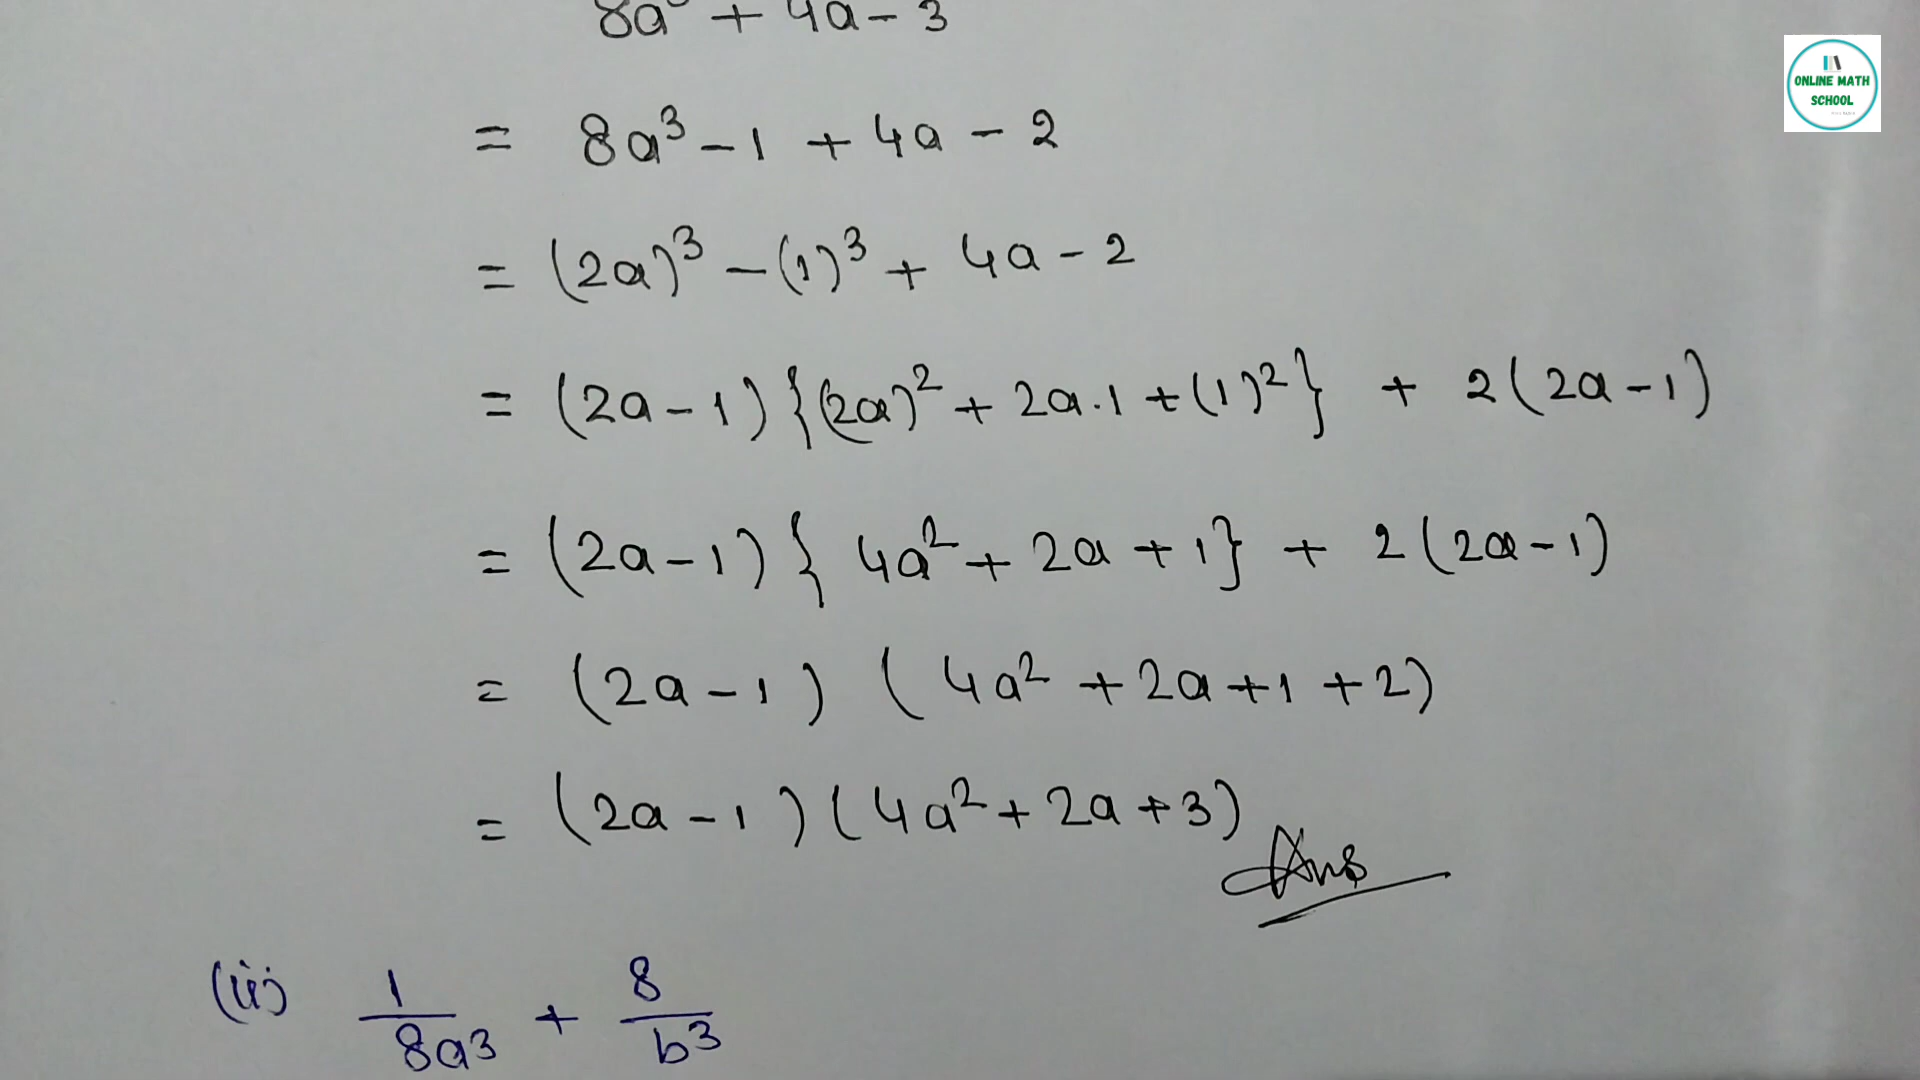 8a³ + 4a - 3
= 8a³ - 1 + 4a - 2
= (2a)³ - (1)³ + 4a - 2
= (2a - 1) {(2a)² + 2a.1 + (1)²} + 2(2a - 1)
= (2a - 1) { 4a² + 2a + 1} + 2(2a - 1)
= (2a - 1) ( 4a² + 2a + 1 + 2)
= (2a - 1) (4a² + 2a + 3)
Ans
(ii) 1/8a³ + 8/b³
ONLINE MATH
SCHOOL